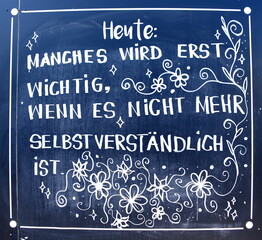 Heute:
MANCHES WIRD ERST
WICHTIG,
WENN ES NICHT MEHR
SELBSTVERSTÄNDLICH
IST.